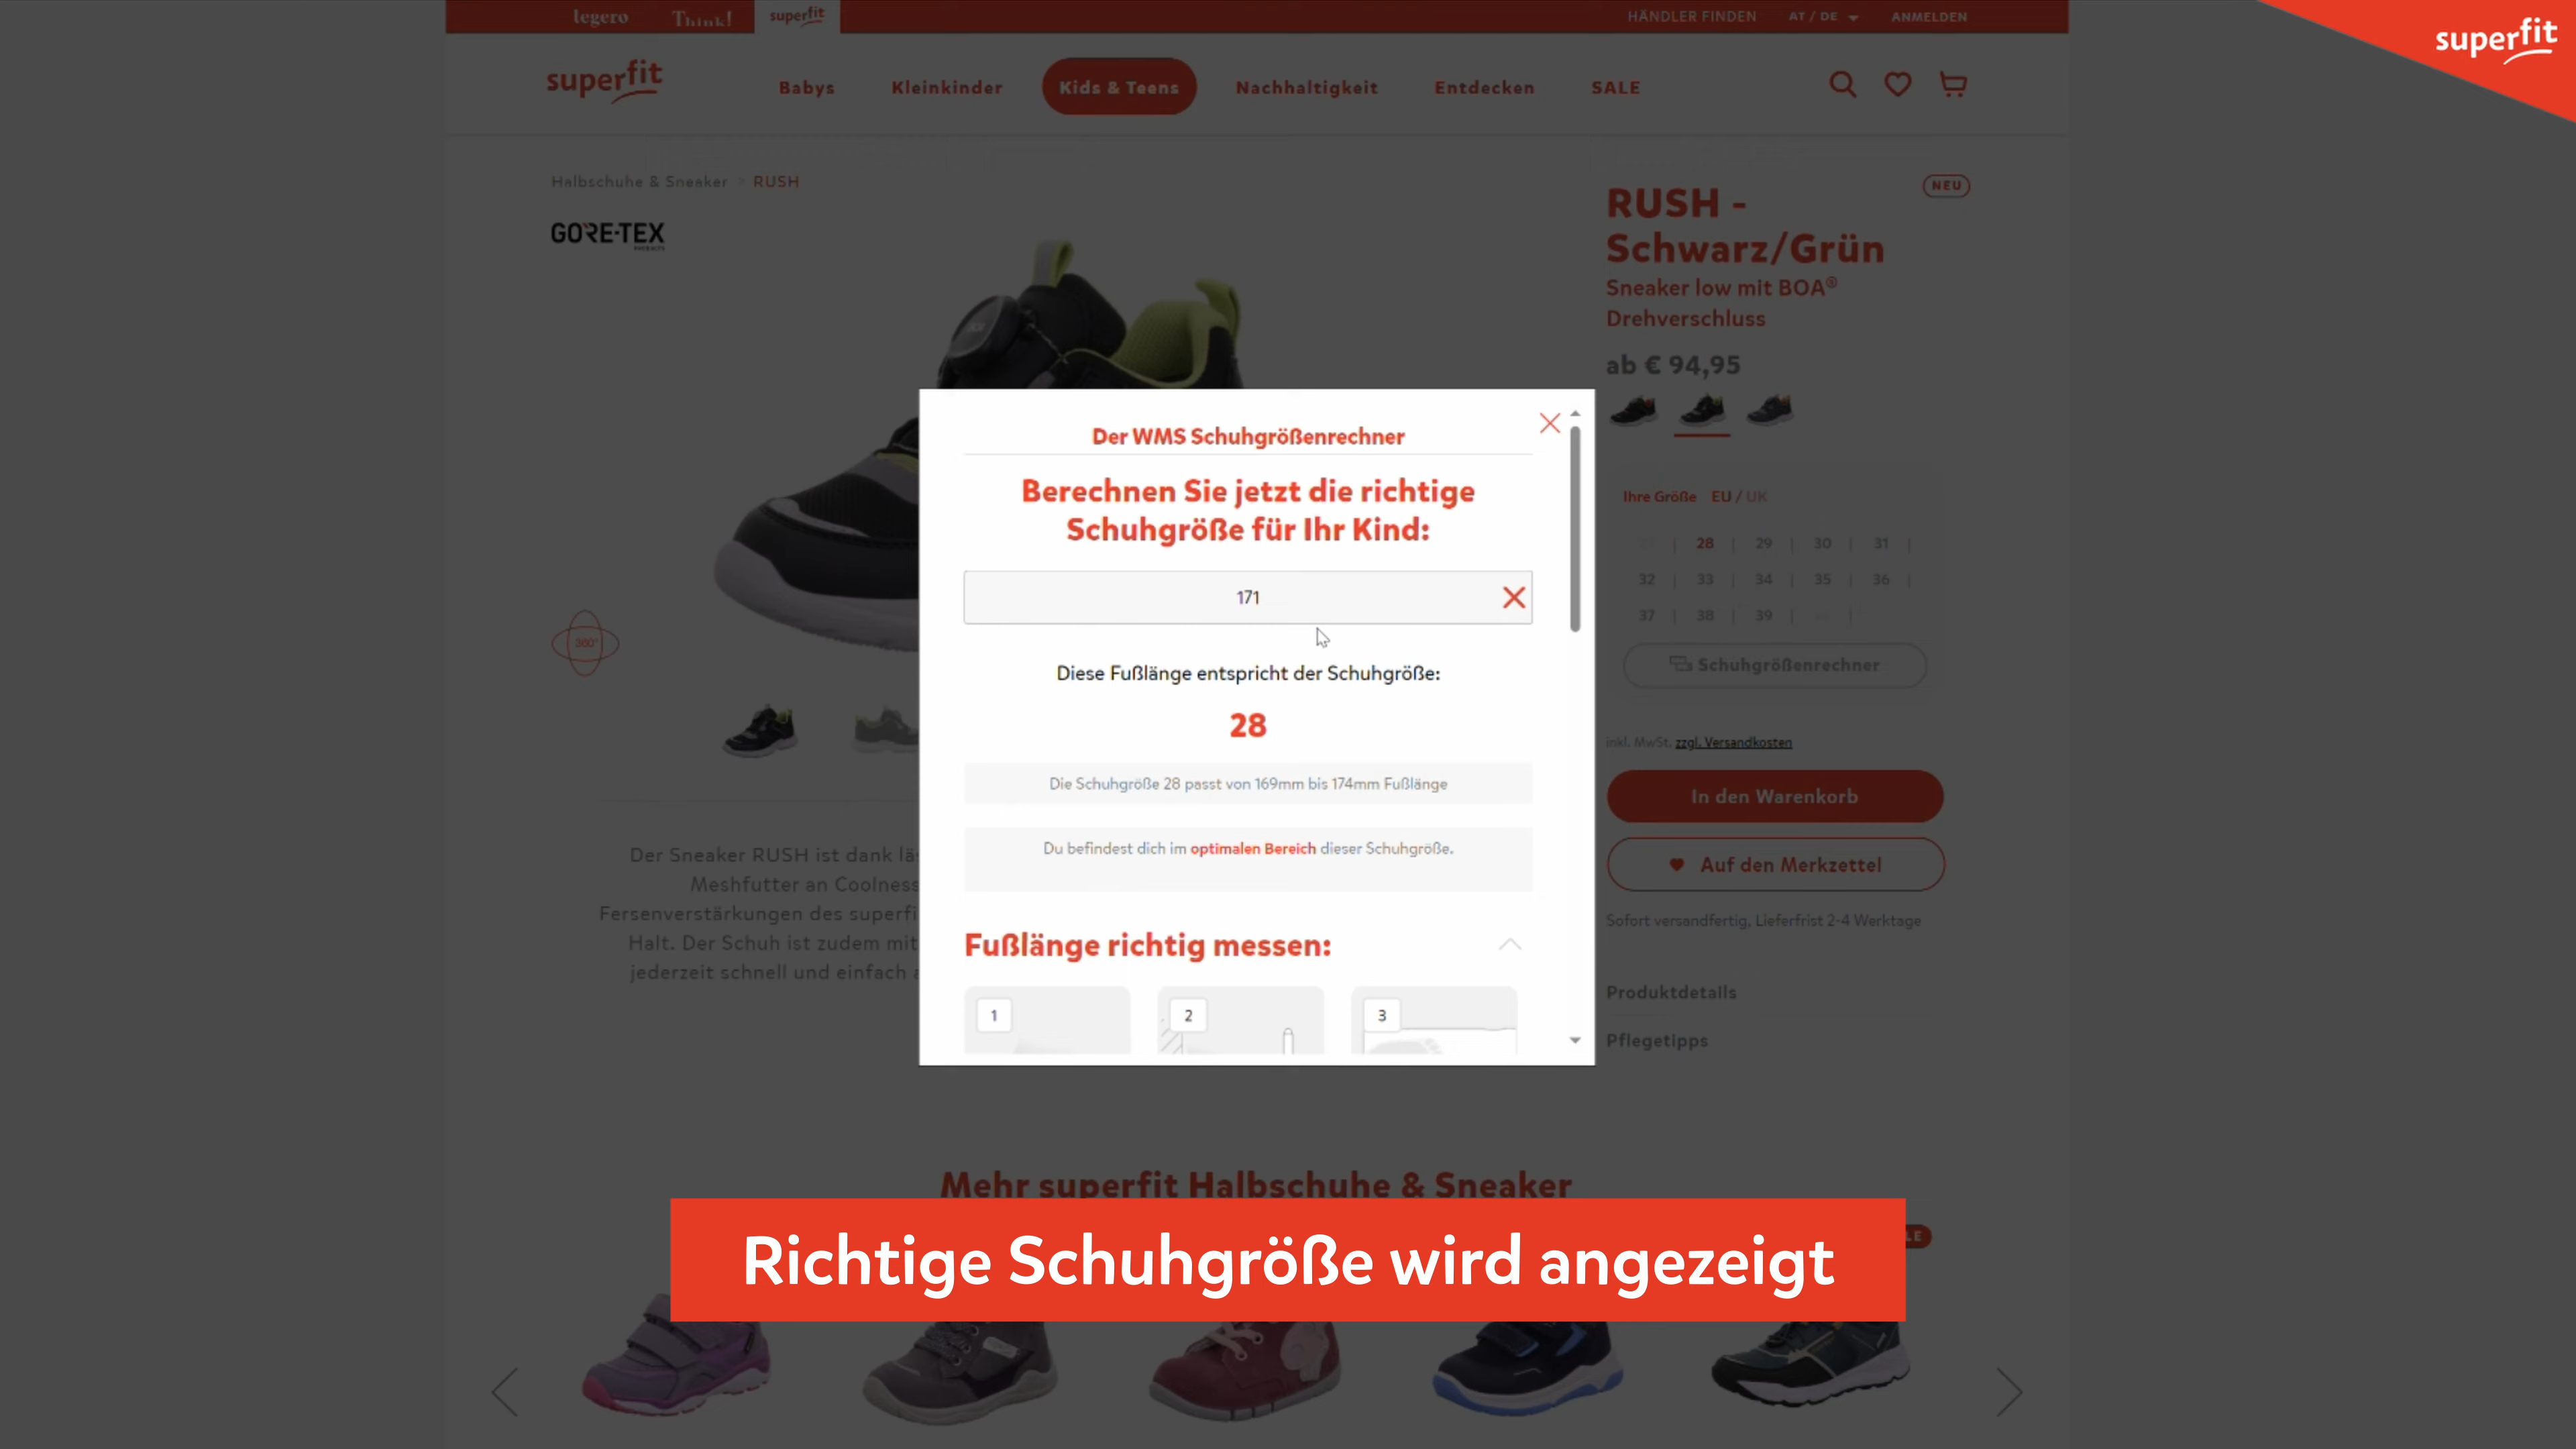 legero Think! superfit HÄNDLER FINDEN AT / DE ANMELDEN
superfit
superfit Babys Kleinkinder Kids & Teens Nachhaltigkeit Entdecken SALE
Halbschuhe & Sneaker > RUSH
GORE-TEX
PRODUCTS
NEU
RUSH -
Schwarz/Grün
Sneaker low mit BOA®
Drehverschluss
ab € 94,95
Der WMS Schuhgrößenrechner
Berechnen Sie jetzt die richtige
Schuhgröße für Ihr Kind:
171
Diese Fußlänge entspricht der Schuhgröße:
28
Die Schuhgröße 28 passt von 169mm bis 174mm Fußlänge
Du befindest dich im optimalen Bereich dieser Schuhgröße.
Fußlänge richtig messen:
1 2 3
360°
Ihre Größe EU / UK
28 | 29 | 30 | 31 |
32 | 33 | 34 | 35 | 36 |
37 | 38 | 39 |
Schuhgrößenrechner
inkl. MwSt. zzgl. Versandkosten
In den Warenkorb
Auf den Merkzettel
Sofort versandfertig, Lieferfrist 2-4 Werktage
Produktdetails
Pflegetipps
Der Sneaker RUSH ist dank
Meshfutter an Coolness
Fersenverstärkungen des
Halt. Der Schuh ist zudem mit
jederzeit schnell und einfach
Mehr superfit Halbschuhe & Sneaker
Richtige Schuhgröße wird angezeigt